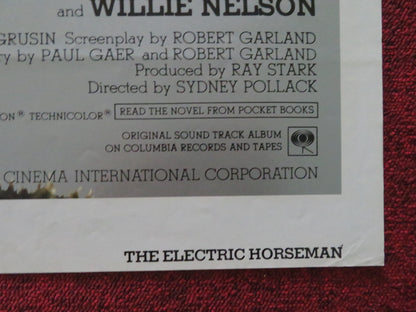 and WILLIE NELSON
GRUSIN Screenplay by ROBERT GARLAND
by PAUL GAER and ROBERT GARLAND
Produced by RAY STARK
Directed by SYDNEY POLLACK
TECHNICOLOR® READ THE NOVEL FROM POCKET BOOKS
ORIGINAL SOUND TRACK ALBUM
ON COLUMBIA RECORDS AND TAPES
CINEMA INTERNATIONAL CORPORATION
THE ELECTRIC HORSEMAN